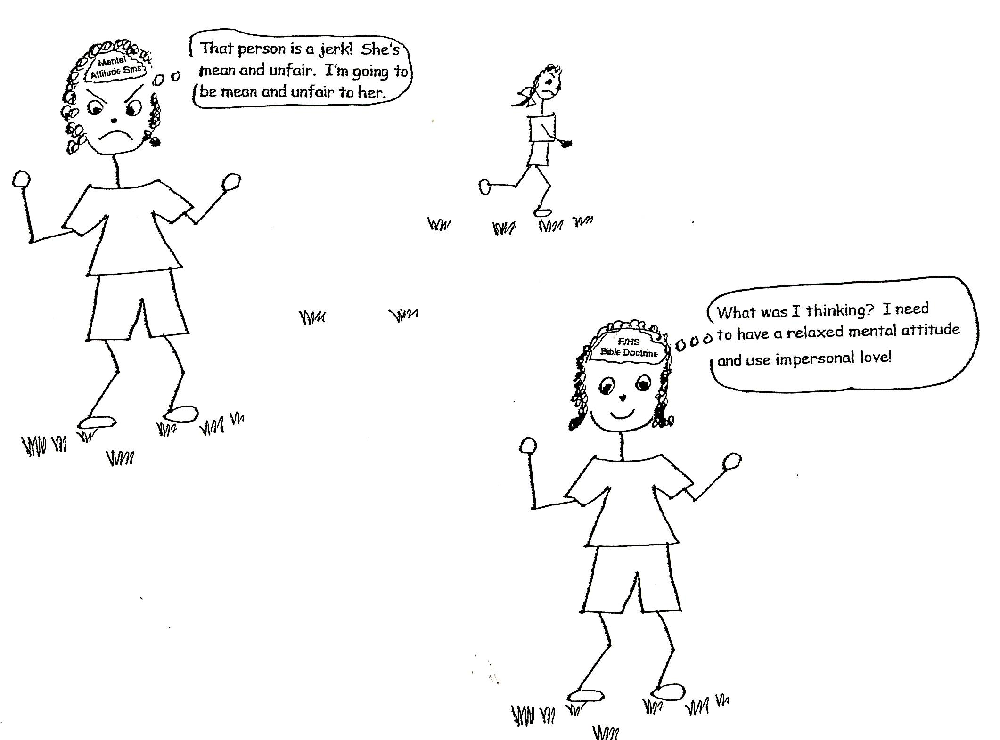 Mental
Attitude Sins
That person is a jerk! She's
mean and unfair. I'm going to
be mean and unfair to her.
F/HS
Bible Doctrine
What was I thinking? I need
to have a relaxed mental attitude
and use impersonal love!